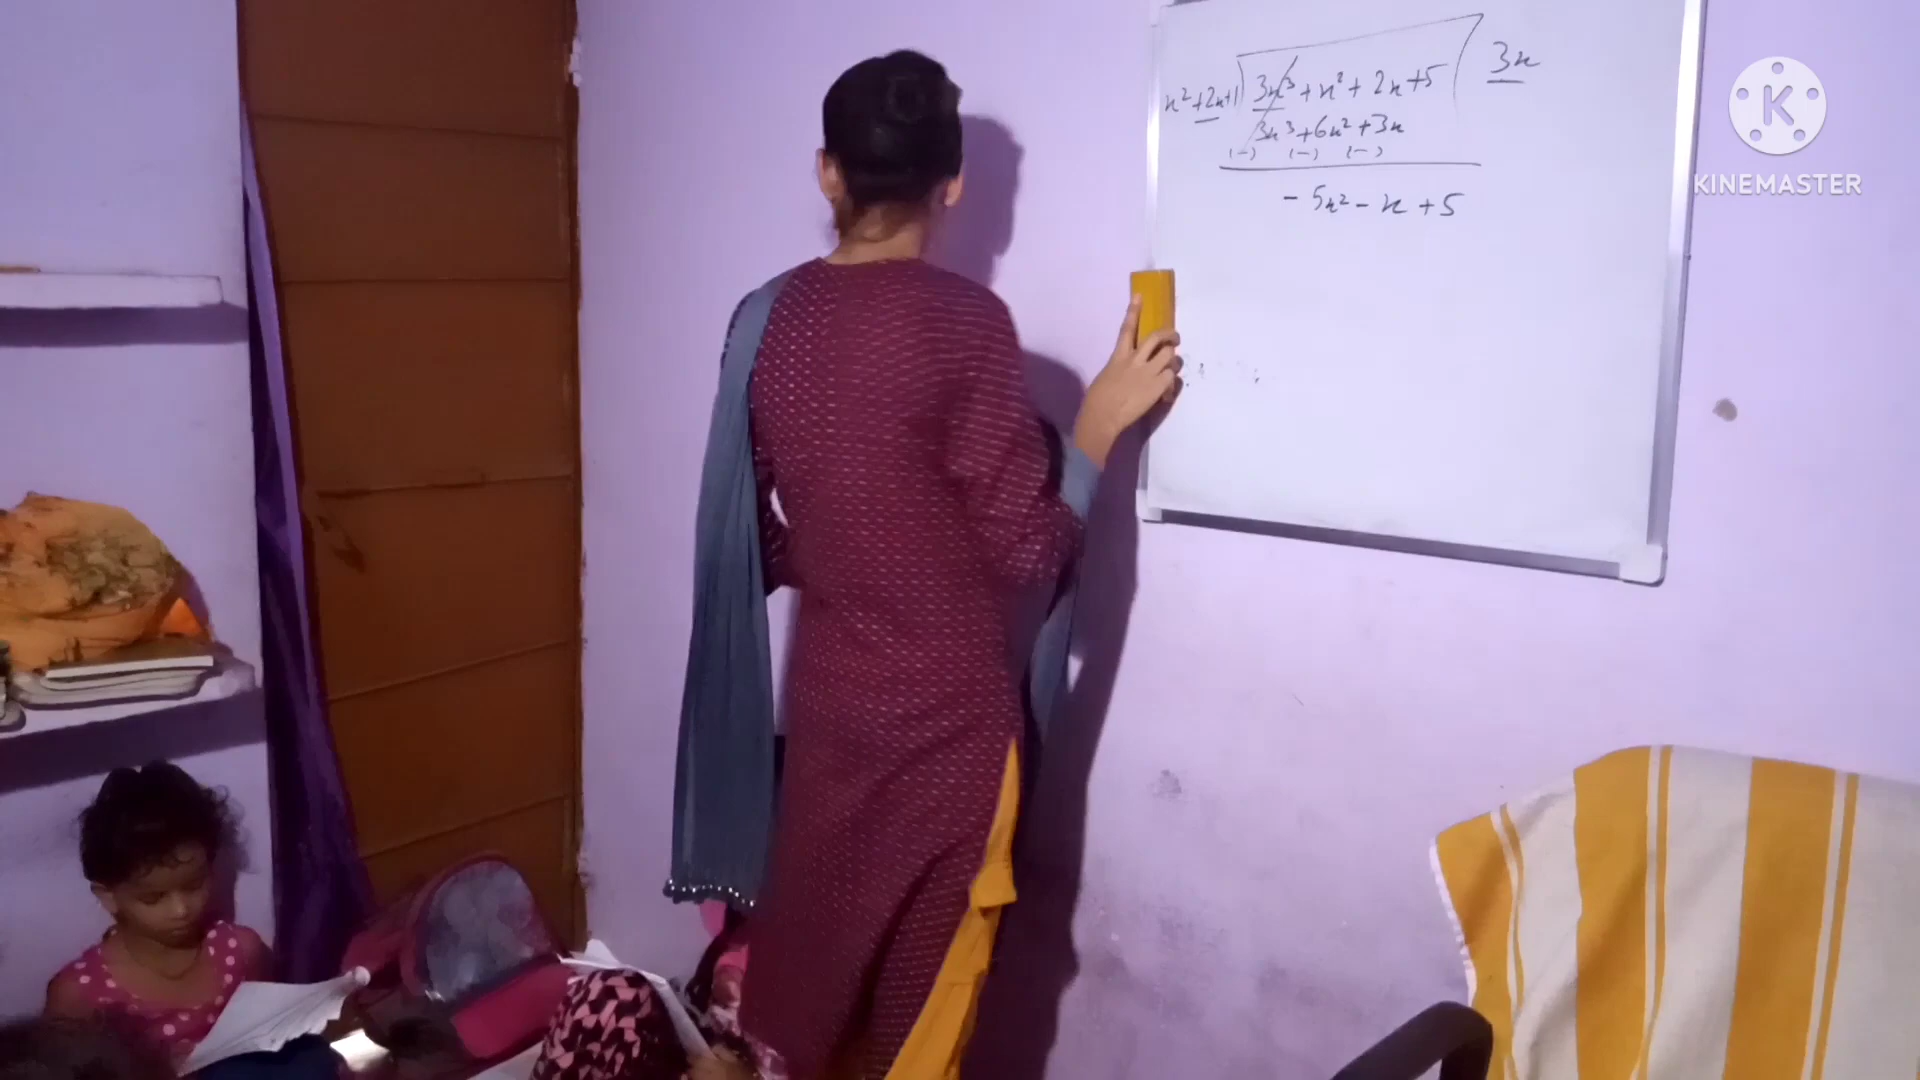 x²+2x+1 3x³+x²+2x+5 3x
3x³+6x²+3x
(-) (-) (-)
- 5x² - x + 5
K
KINEMASTER